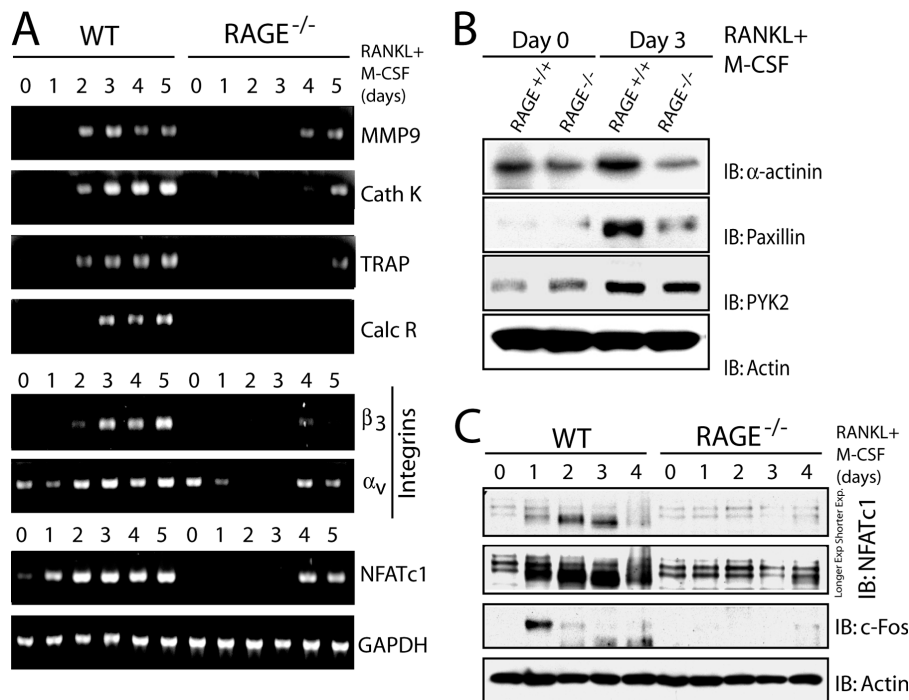 A
WT RAGE-/-
RANKL+
M-CSF
(days)
0 1 2 3 4 5 0 1 2 3 4 5
MMP9
Cath K
TRAP
Calc R
0 1 2 3 4 5 0 1 2 3 4 5
β3
αv
Integrins
0 1 2 3 4 5 0 1 2 3 4 5
NFATc1
GAPDH
B
Day 0 Day 3
RANKL+
M-CSF
RAGE +/+ RAGE -/- RAGE +/+ RAGE -/-
IB: α-actinin
IB: Paxillin
IB: PYK2
IB: Actin
C
WT RAGE-/-
RANKL+
M-CSF
(days)
0 1 2 3 4 0 1 2 3 4
Shorter Exp.
Longer Exp
IB: NFATc1
IB: c-Fos
IB: Actin